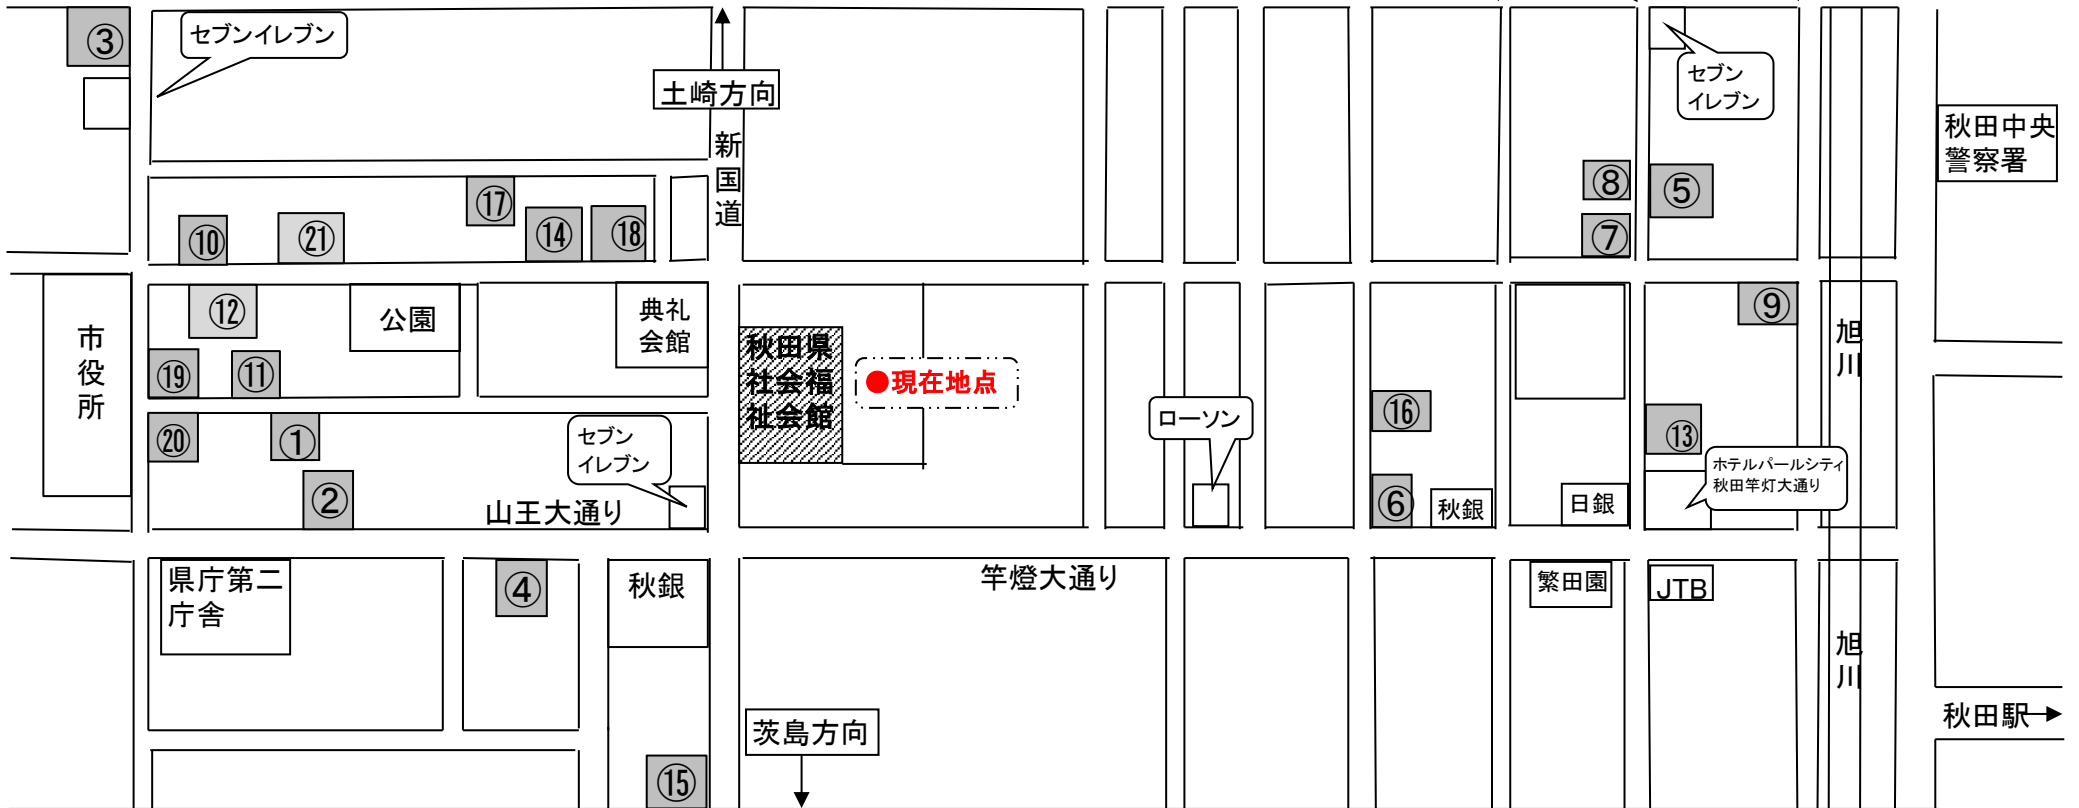 ③
セブンイレブン
土崎方向
新国道
セブン
イレブン
秋田中央
警察署
⑰
⑧
⑤
⑩
㉑
⑭
⑱
⑦
市役所
⑫
公園
典礼
会館
秋田県
社会福
祉会館
●現在地点
⑨
旭川
⑲
⑪
ローソン
⑯
⑳
①
セブン
イレブン
⑬
ホテルパールシティ
秋田竿灯大通り
②
山王大通り
⑥
秋銀
日銀
県庁第二
庁舎
④
秋銀
竿燈大通り
繁田園
JTB
旭川
茨島方向
秋田駅
⑮